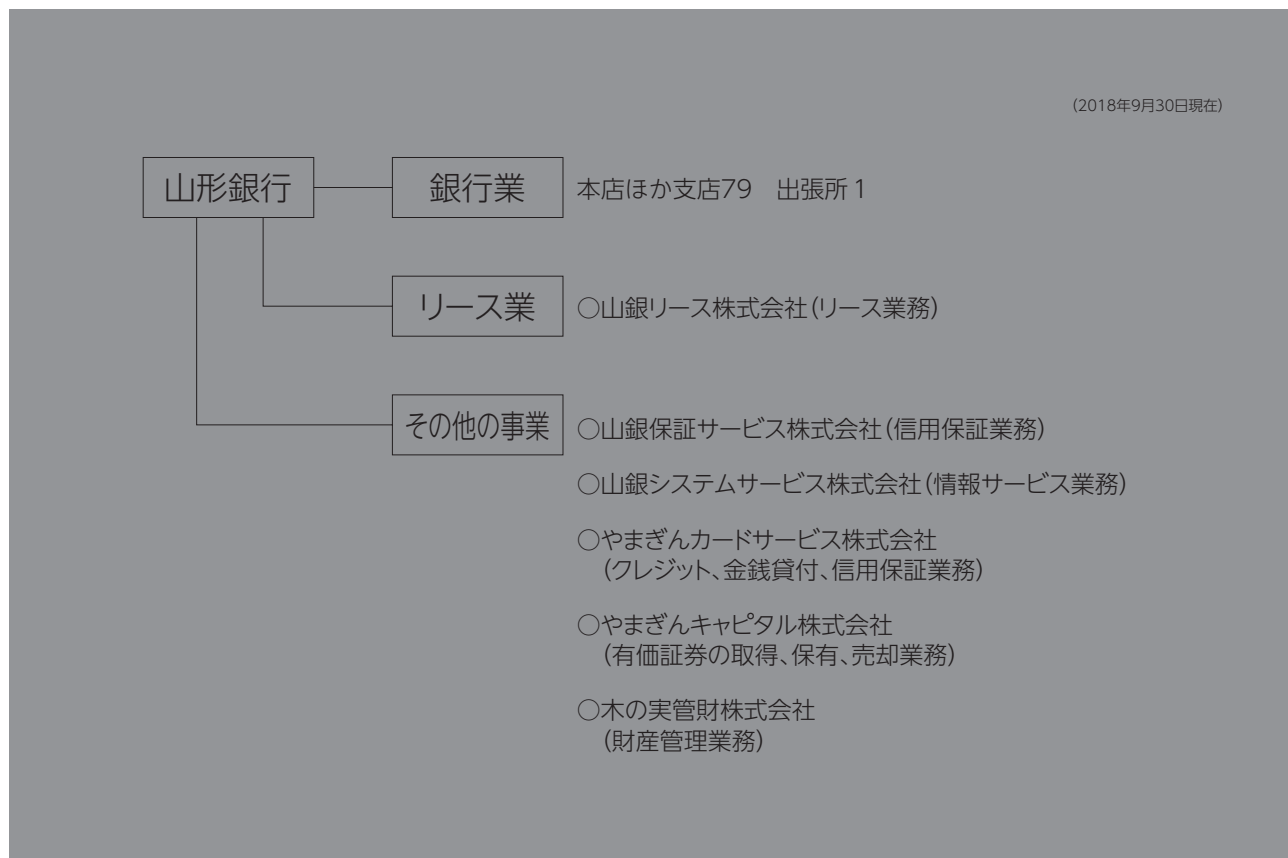 (2018年9月30日現在)
山形銀行
銀行業
本店ほか支店79 出張所1
リース業
○山銀リース株式会社(リース業務)
その他の事業
○山銀保証サービス株式会社(信用保証業務)
○山銀システムサービス株式会社(情報サービス業務)
○やまぎんカードサービス株式会社
(クレジット、金銭貸付、信用保証業務)
○やまぎんキャピタル株式会社
(有価証券の取得、保有、売却業務)
○木の実管財株式会社
(財産管理業務)